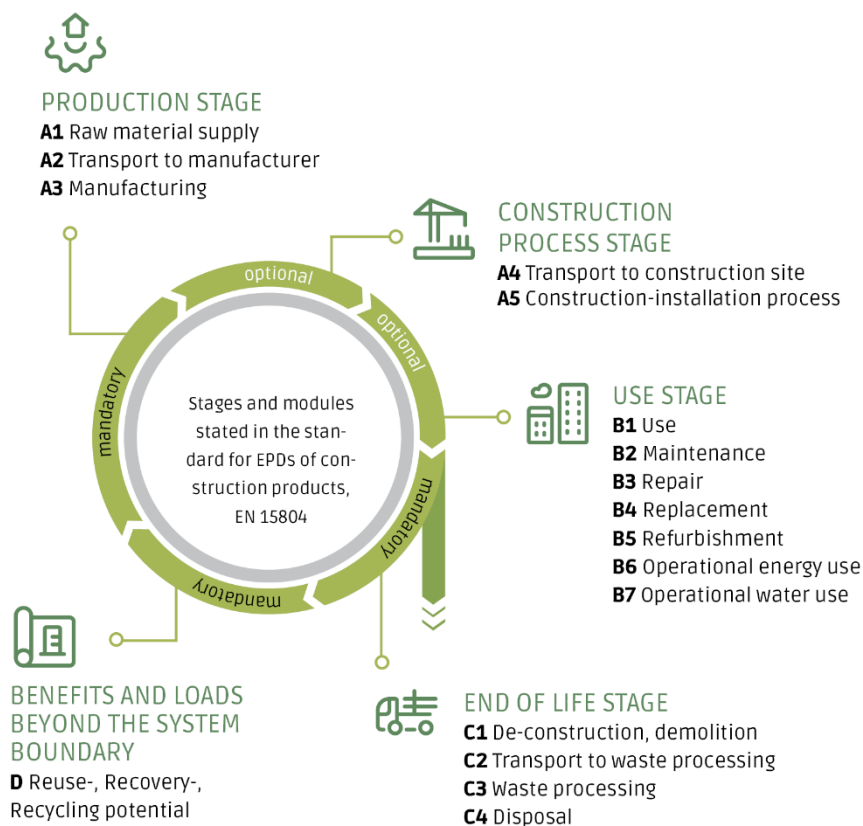 PRODUCTION STAGE
A1 Raw material supply
A2 Transport to manufacturer
A3 Manufacturing
CONSTRUCTION
PROCESS STAGE
A4 Transport to construction site
A5 Construction-installation process
optional
optional
mandatory
Stages and modules
stated in the stan-
dard for EPDs of con-
struction products,
EN 15804
mandatory
mandatory
USE STAGE
B1 Use
B2 Maintenance
B3 Repair
B4 Replacement
B5 Refurbishment
B6 Operational energy use
B7 Operational water use
BENEFITS AND LOADS
BEYOND THE SYSTEM
BOUNDARY
D Reuse-, Recovery-,
Recycling potential
END OF LIFE STAGE
C1 De-construction, demolition
C2 Transport to waste processing
C3 Waste processing
C4 Disposal